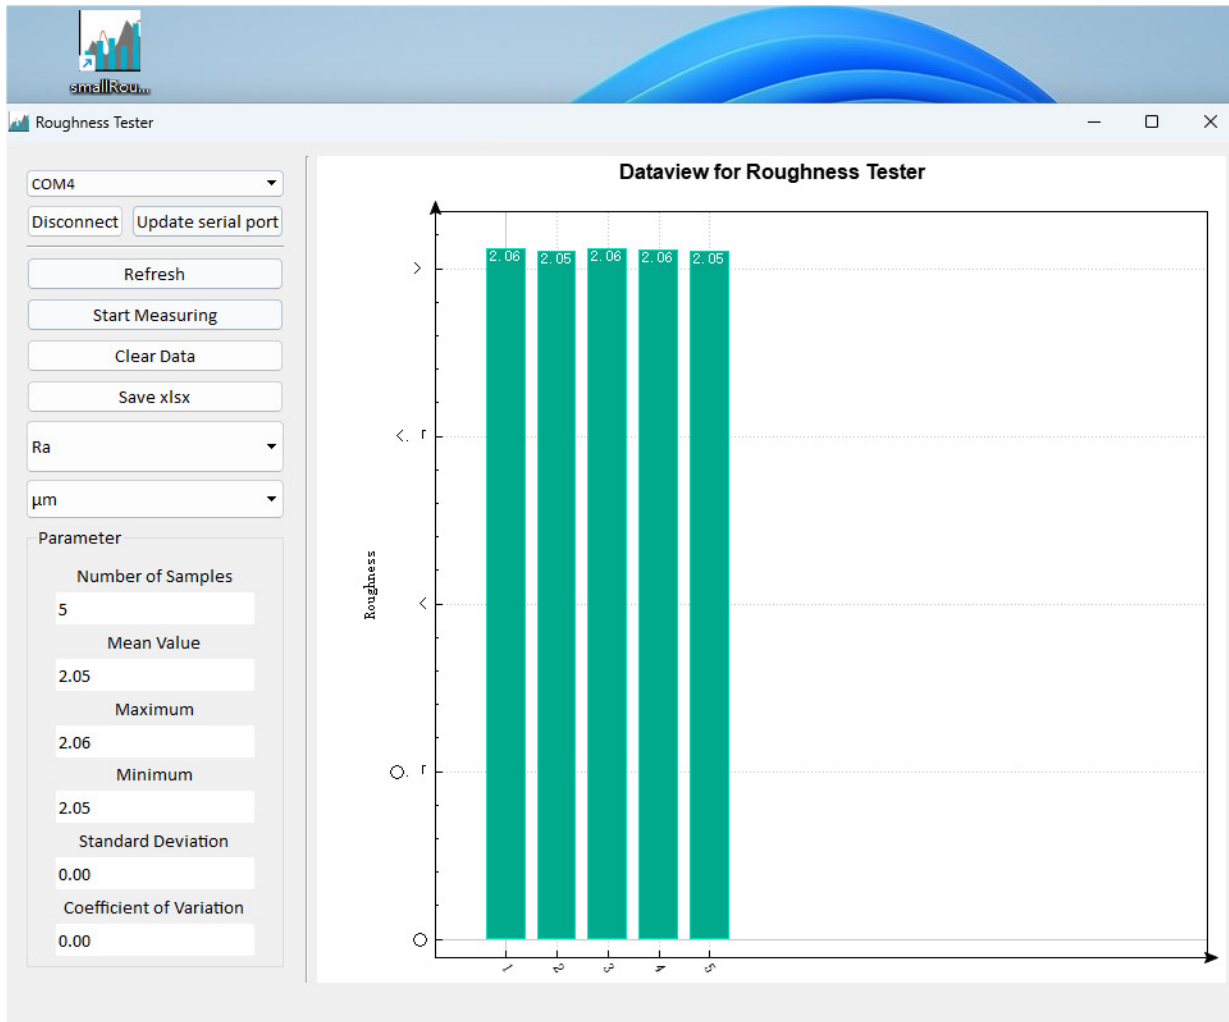 smallRou...
Roughness Tester
COM4
Disconnect
Update serial port
Refresh
Start Measuring
Clear Data
Save xlsx
Ra
μm
Parameter
Number of Samples
5
Mean Value
2.05
Maximum
2.06
Minimum
2.05
Standard Deviation
0.00
Coefficient of Variation
0.00
Dataview for Roughness Tester
2.06 2.05 2.06 2.06 2.05
Roughness
1 2 3 4 5